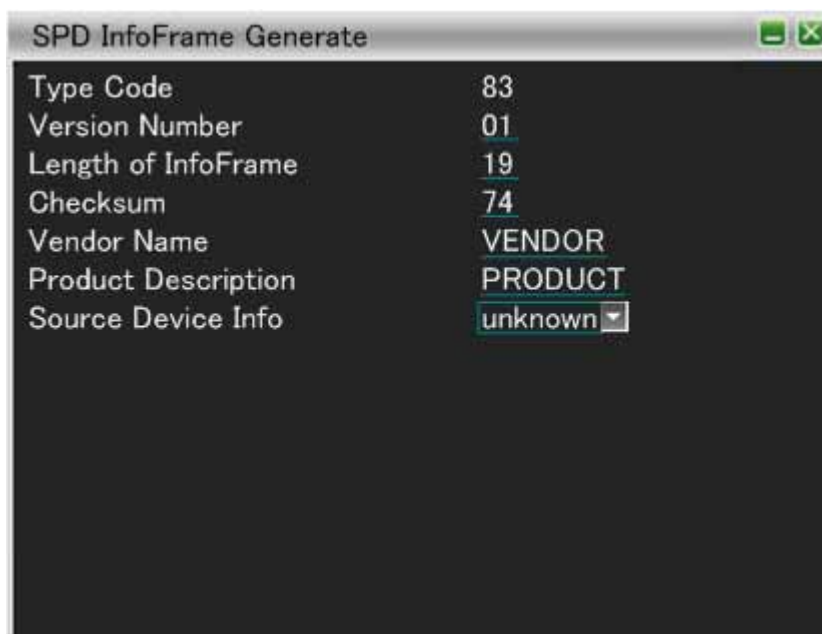 SPD InfoFrame Generate
Type Code 83
Version Number 01
Length of InfoFrame 19
Checksum 74
Vendor Name VENDOR
Product Description PRODUCT
Source Device Info unknown